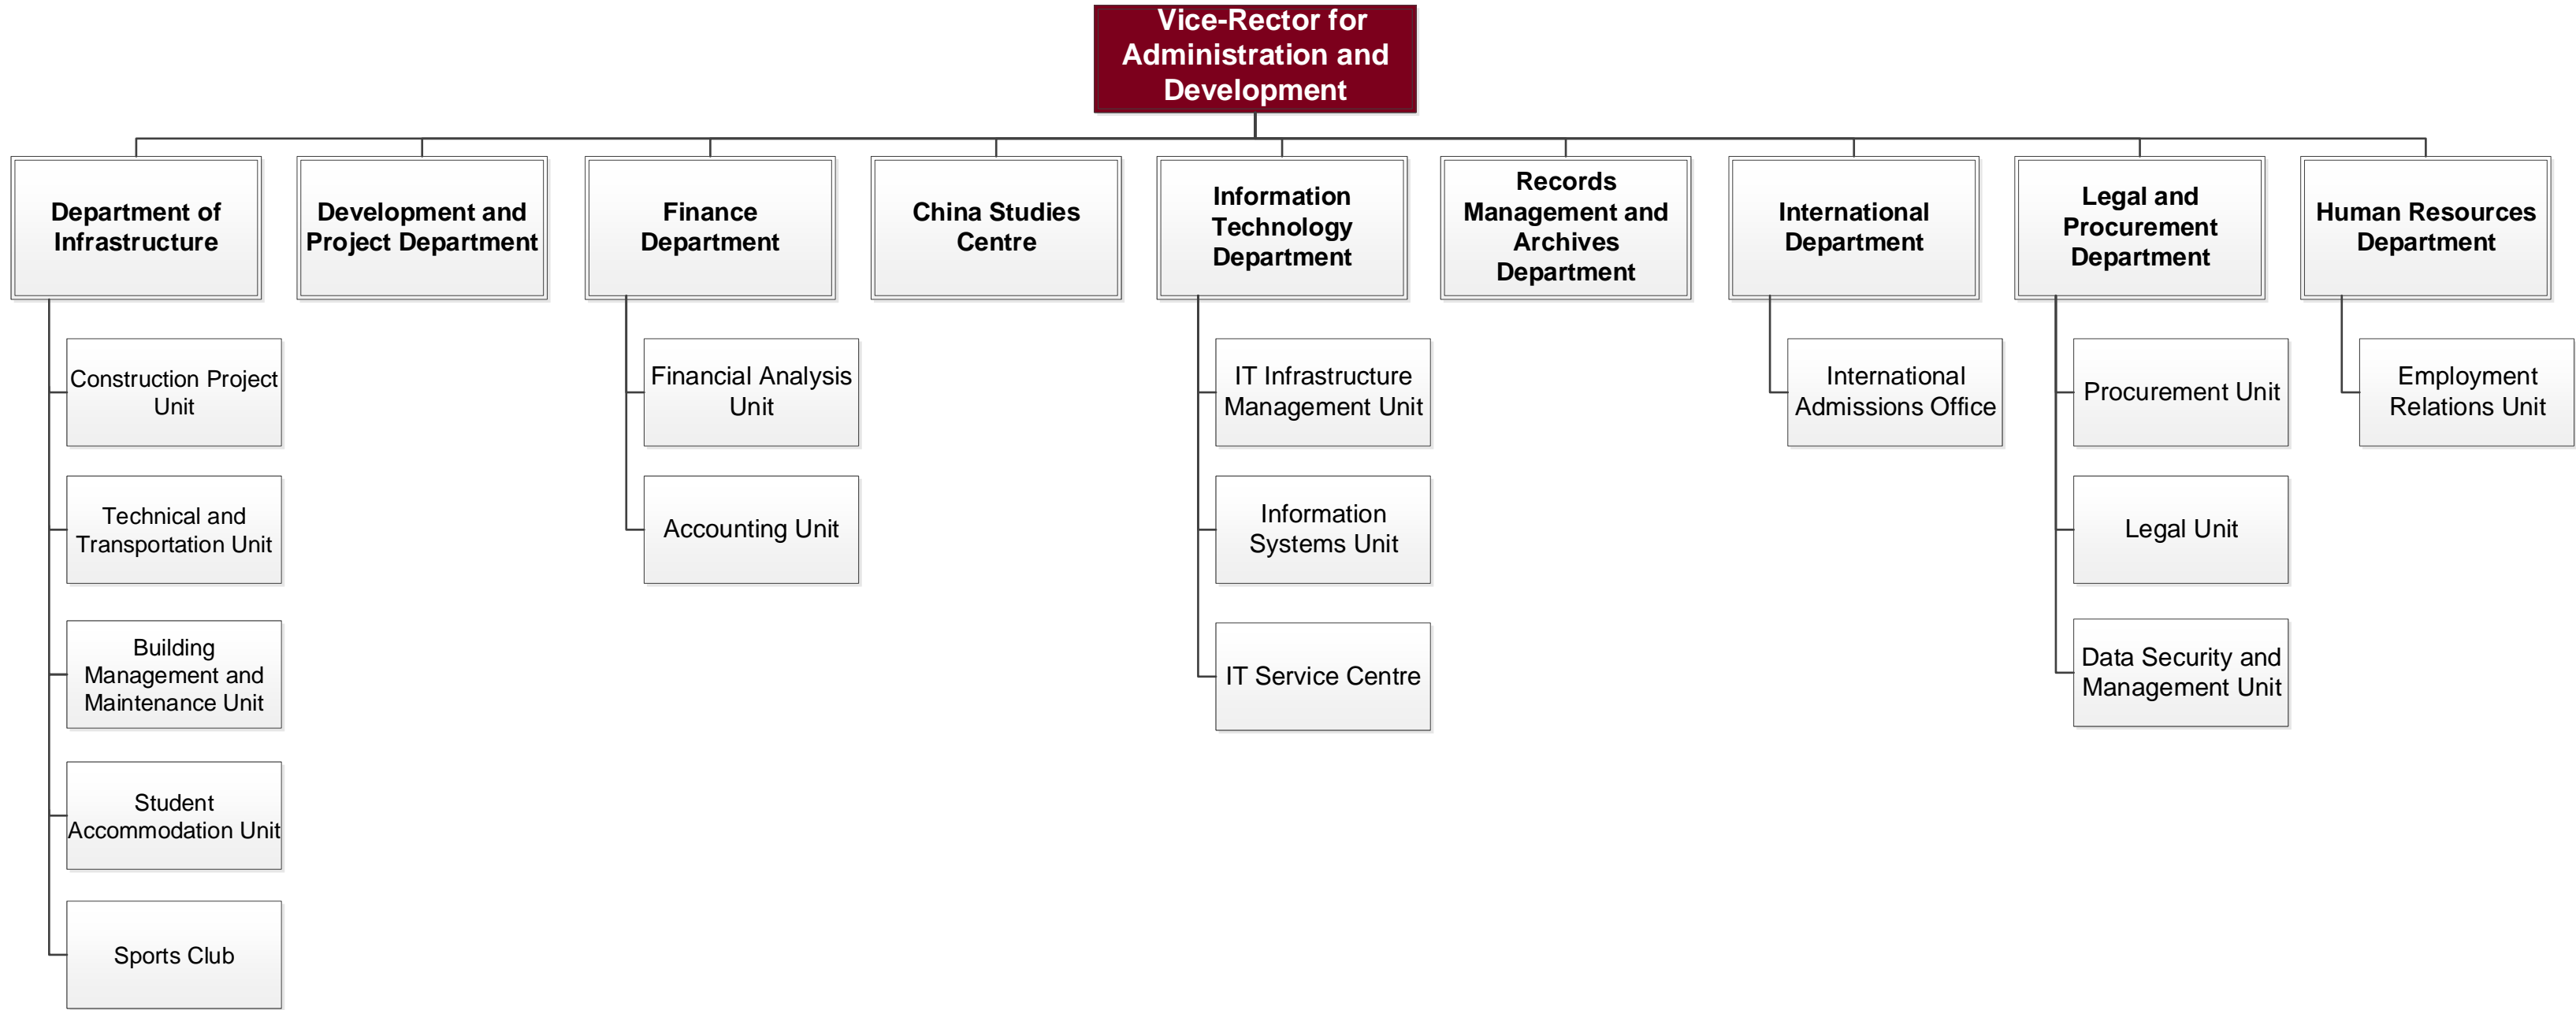 Vice-Rector for
Administration and
Development
Department of
Infrastructure
Development and
Project Department
Finance
Department
China Studies
Centre
Information
Technology
Department
Records
Management and
Archives
Department
International
Department
Legal and
Procurement
Department
Human Resources
Department
Construction Project
Unit
Technical and
Transportation Unit
Building
Management and
Maintenance Unit
Student
Accommodation Unit
Sports Club
Financial Analysis
Unit
Accounting Unit
IT Infrastructure
Management Unit
Information
Systems Unit
IT Service Centre
International
Admissions Office
Procurement Unit
Legal Unit
Data Security and
Management Unit
Employment
Relations Unit